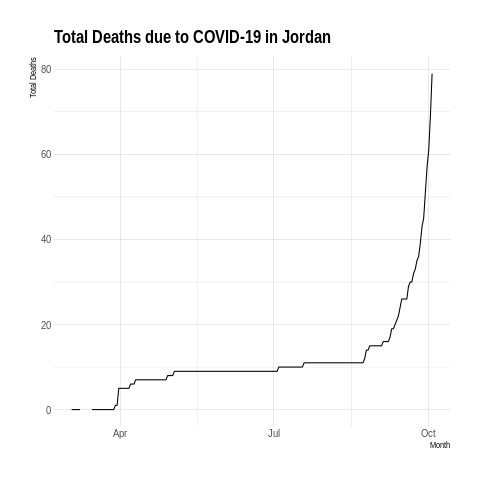 Total Deaths due to COVID-19 in Jordan
Total Deaths
80
60
40
20
0
Apr
Jul
Oct
Month